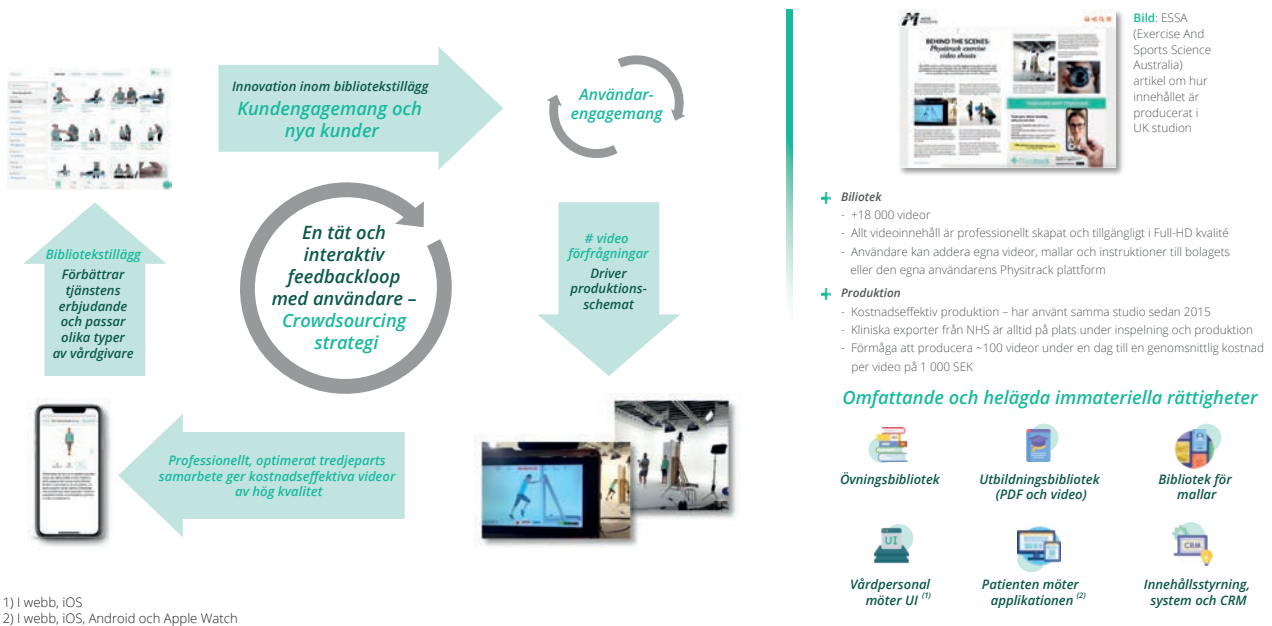 Innovation inom bibliotekstillägg
Kundengagemang och
nya kunder
Användar-
engagemang
# video
förfrågningar
Driver
produktions-
schemat
Professionellt, optimerat tredjeparts
samarbete ger kostnadseffektiva videor
av hög kvalitet
Bibliotekstillägg
Förbättrar
tjänstens
erbjudande
och passar
olika typer
av vårdgivare
En tät och
interaktiv
feedbackloop
med användare –
Crowdsourcing
strategi
1) I webb, iOS
2) I webb, iOS, Android och Apple Watch
BEHIND THE SCENES:
Physitrack exercise
video shoots
Physitrack
Bild: ESSA
(Exercise And
Sports Science
Australia)
artikel om hur
innehållet är
producerat i
UK studion
Biliotek
- +18 000 videor
- Allt videoinnehåll är professionellt skapat och tillgängligt i Full-HD kvalité
- Användare kan addera egna videor, mallar och instruktioner till bolagets
eller den egna användarens Physitrack plattform
Produktion
- Kostnadseffektiv produktion – har använt samma studio sedan 2015
- Kliniska exporter från NHS är alltid på plats under inspelning och produktion
- Förmåga att producera ~100 videor under en dag till en genomsnittlig kostnad
per video på 1 000 SEK
Omfattande och helägda immateriella rättigheter
Övningsbibliotek
Utbildningsbibliotek
(PDF och video)
Bibliotek för
mallar
UI
Vårdpersonal
möter UI (1)
Patienten möter
applikationen (2)
CRM
Innehållsstyrning,
system och CRM